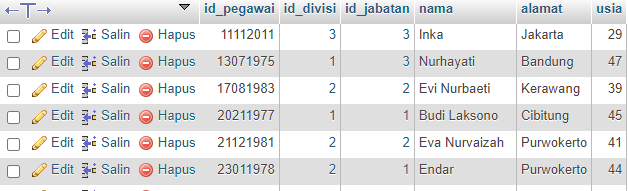 id_pegawai id_divisi id_jabatan nama alamat usia
Edit Salin Hapus 11112011 3 3 Inka Jakarta 29
Edit Salin Hapus 13071975 1 3 Nurhayati Bandung 47
Edit Salin Hapus 17081983 2 2 Evi Nurbaeti Kerawang 39
Edit Salin Hapus 20211977 1 1 Budi Laksono Cibitung 45
Edit Salin Hapus 21121981 2 2 Eva Nurvaizah Purwokerto 41
Edit Salin Hapus 23011978 2 1 Endar Purwokerto 44